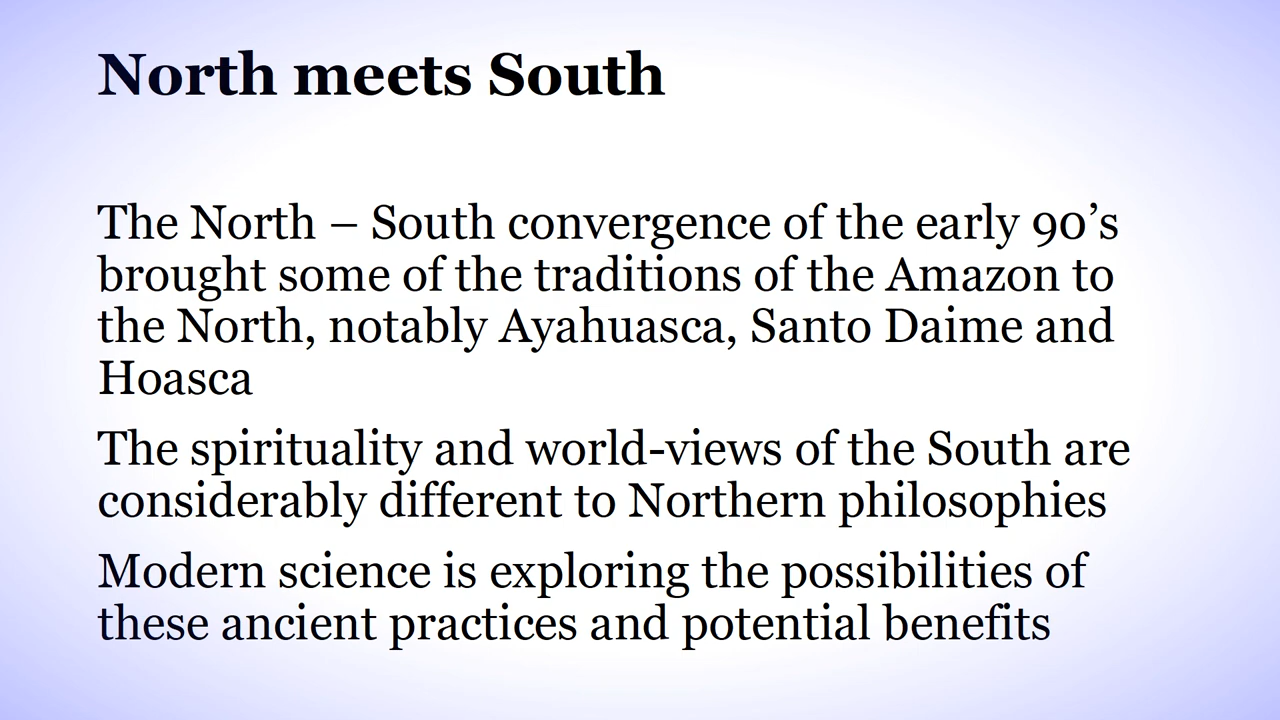 North meets South
The North – South convergence of the early 90’s
brought some of the traditions of the Amazon to
the North, notably Ayahuasca, Santo Daime and
Hoasca
The spirituality and world-views of the South are
considerably different to Northern philosophies
Modern science is exploring the possibilities of
these ancient practices and potential benefits